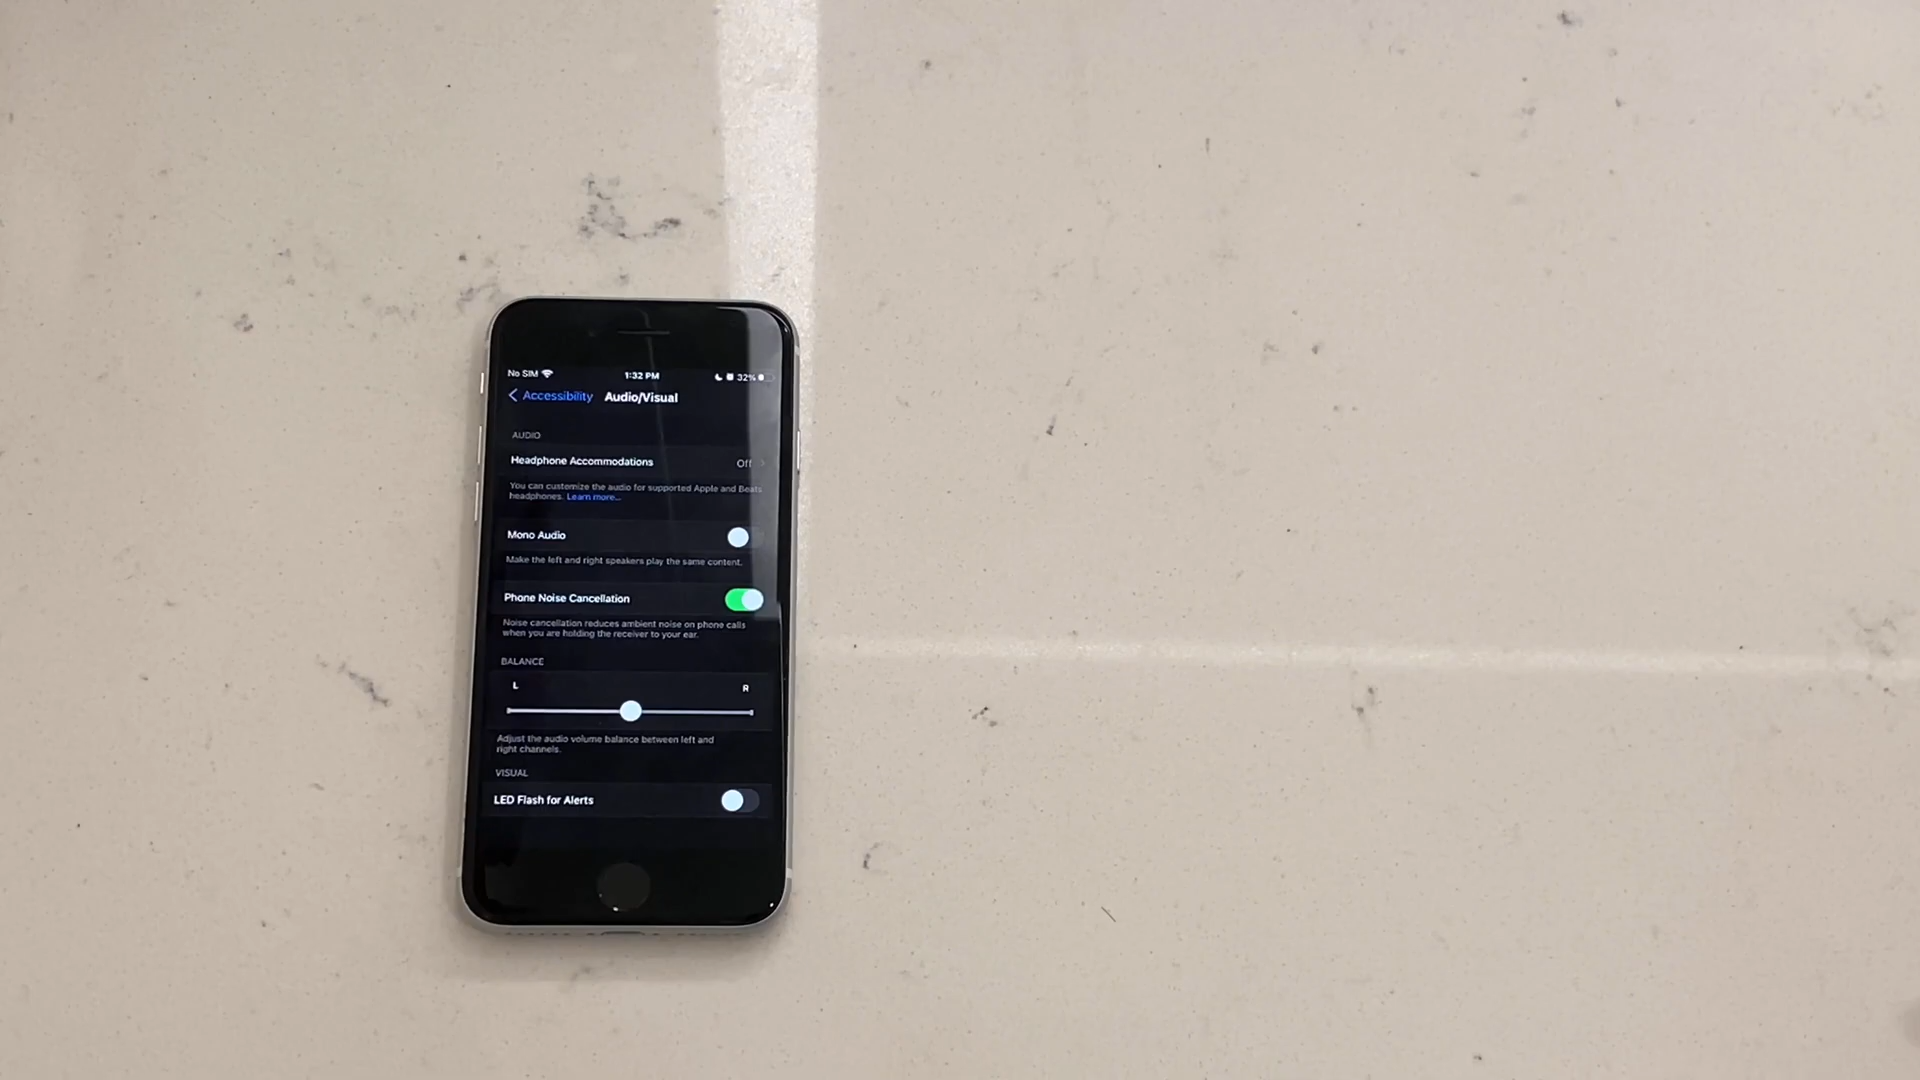 No SIM 1:32 PM 32%
Accessibility Audio/Visual
AUDIO
Headphone Accommodations Off
You can customize the audio for supported Apple and Beats
headphones. Learn more...
Mono Audio
Make the left and right speakers play the same content.
Phone Noise Cancellation
Noise cancellation reduces ambient noise on phone calls
when you are holding the receiver to your ear.
BALANCE
L R
Adjust the audio volume balance between left and
right channels.
VISUAL
LED Flash for Alerts